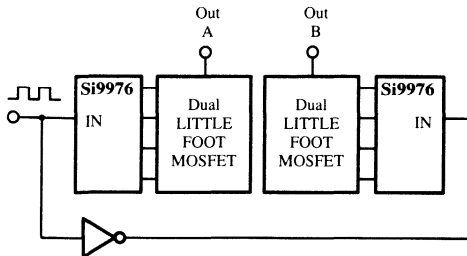 Out
A
Out
B
Si9976
IN
Dual
LITTLE
FOOT
MOSFET
Dual
LITTLE
FOOT
MOSFET
Si9976
IN